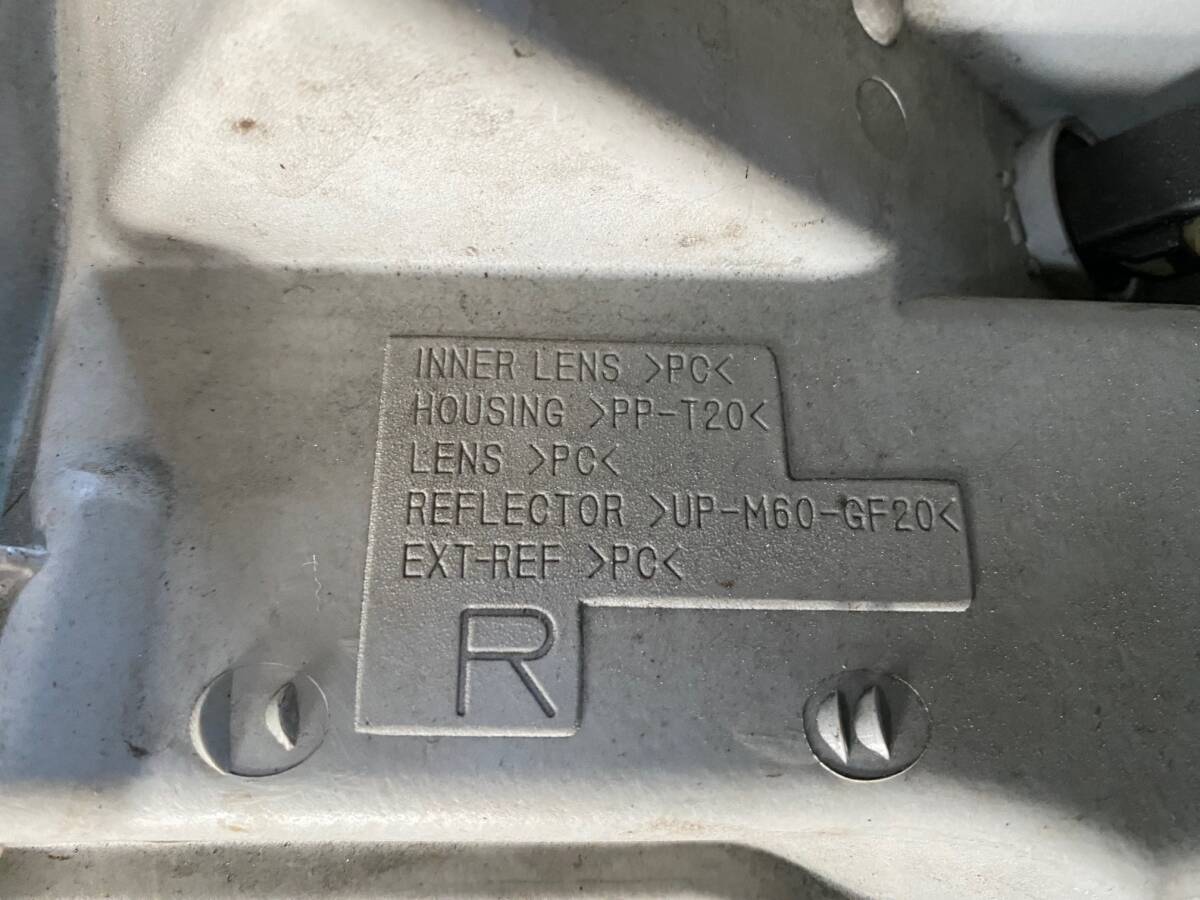 INNER LENS >PC<
HOUSING >PP-T20<
LENS >PC<
REFLECTOR >UP-M60-GF20<
EXT-REF >PC<
R